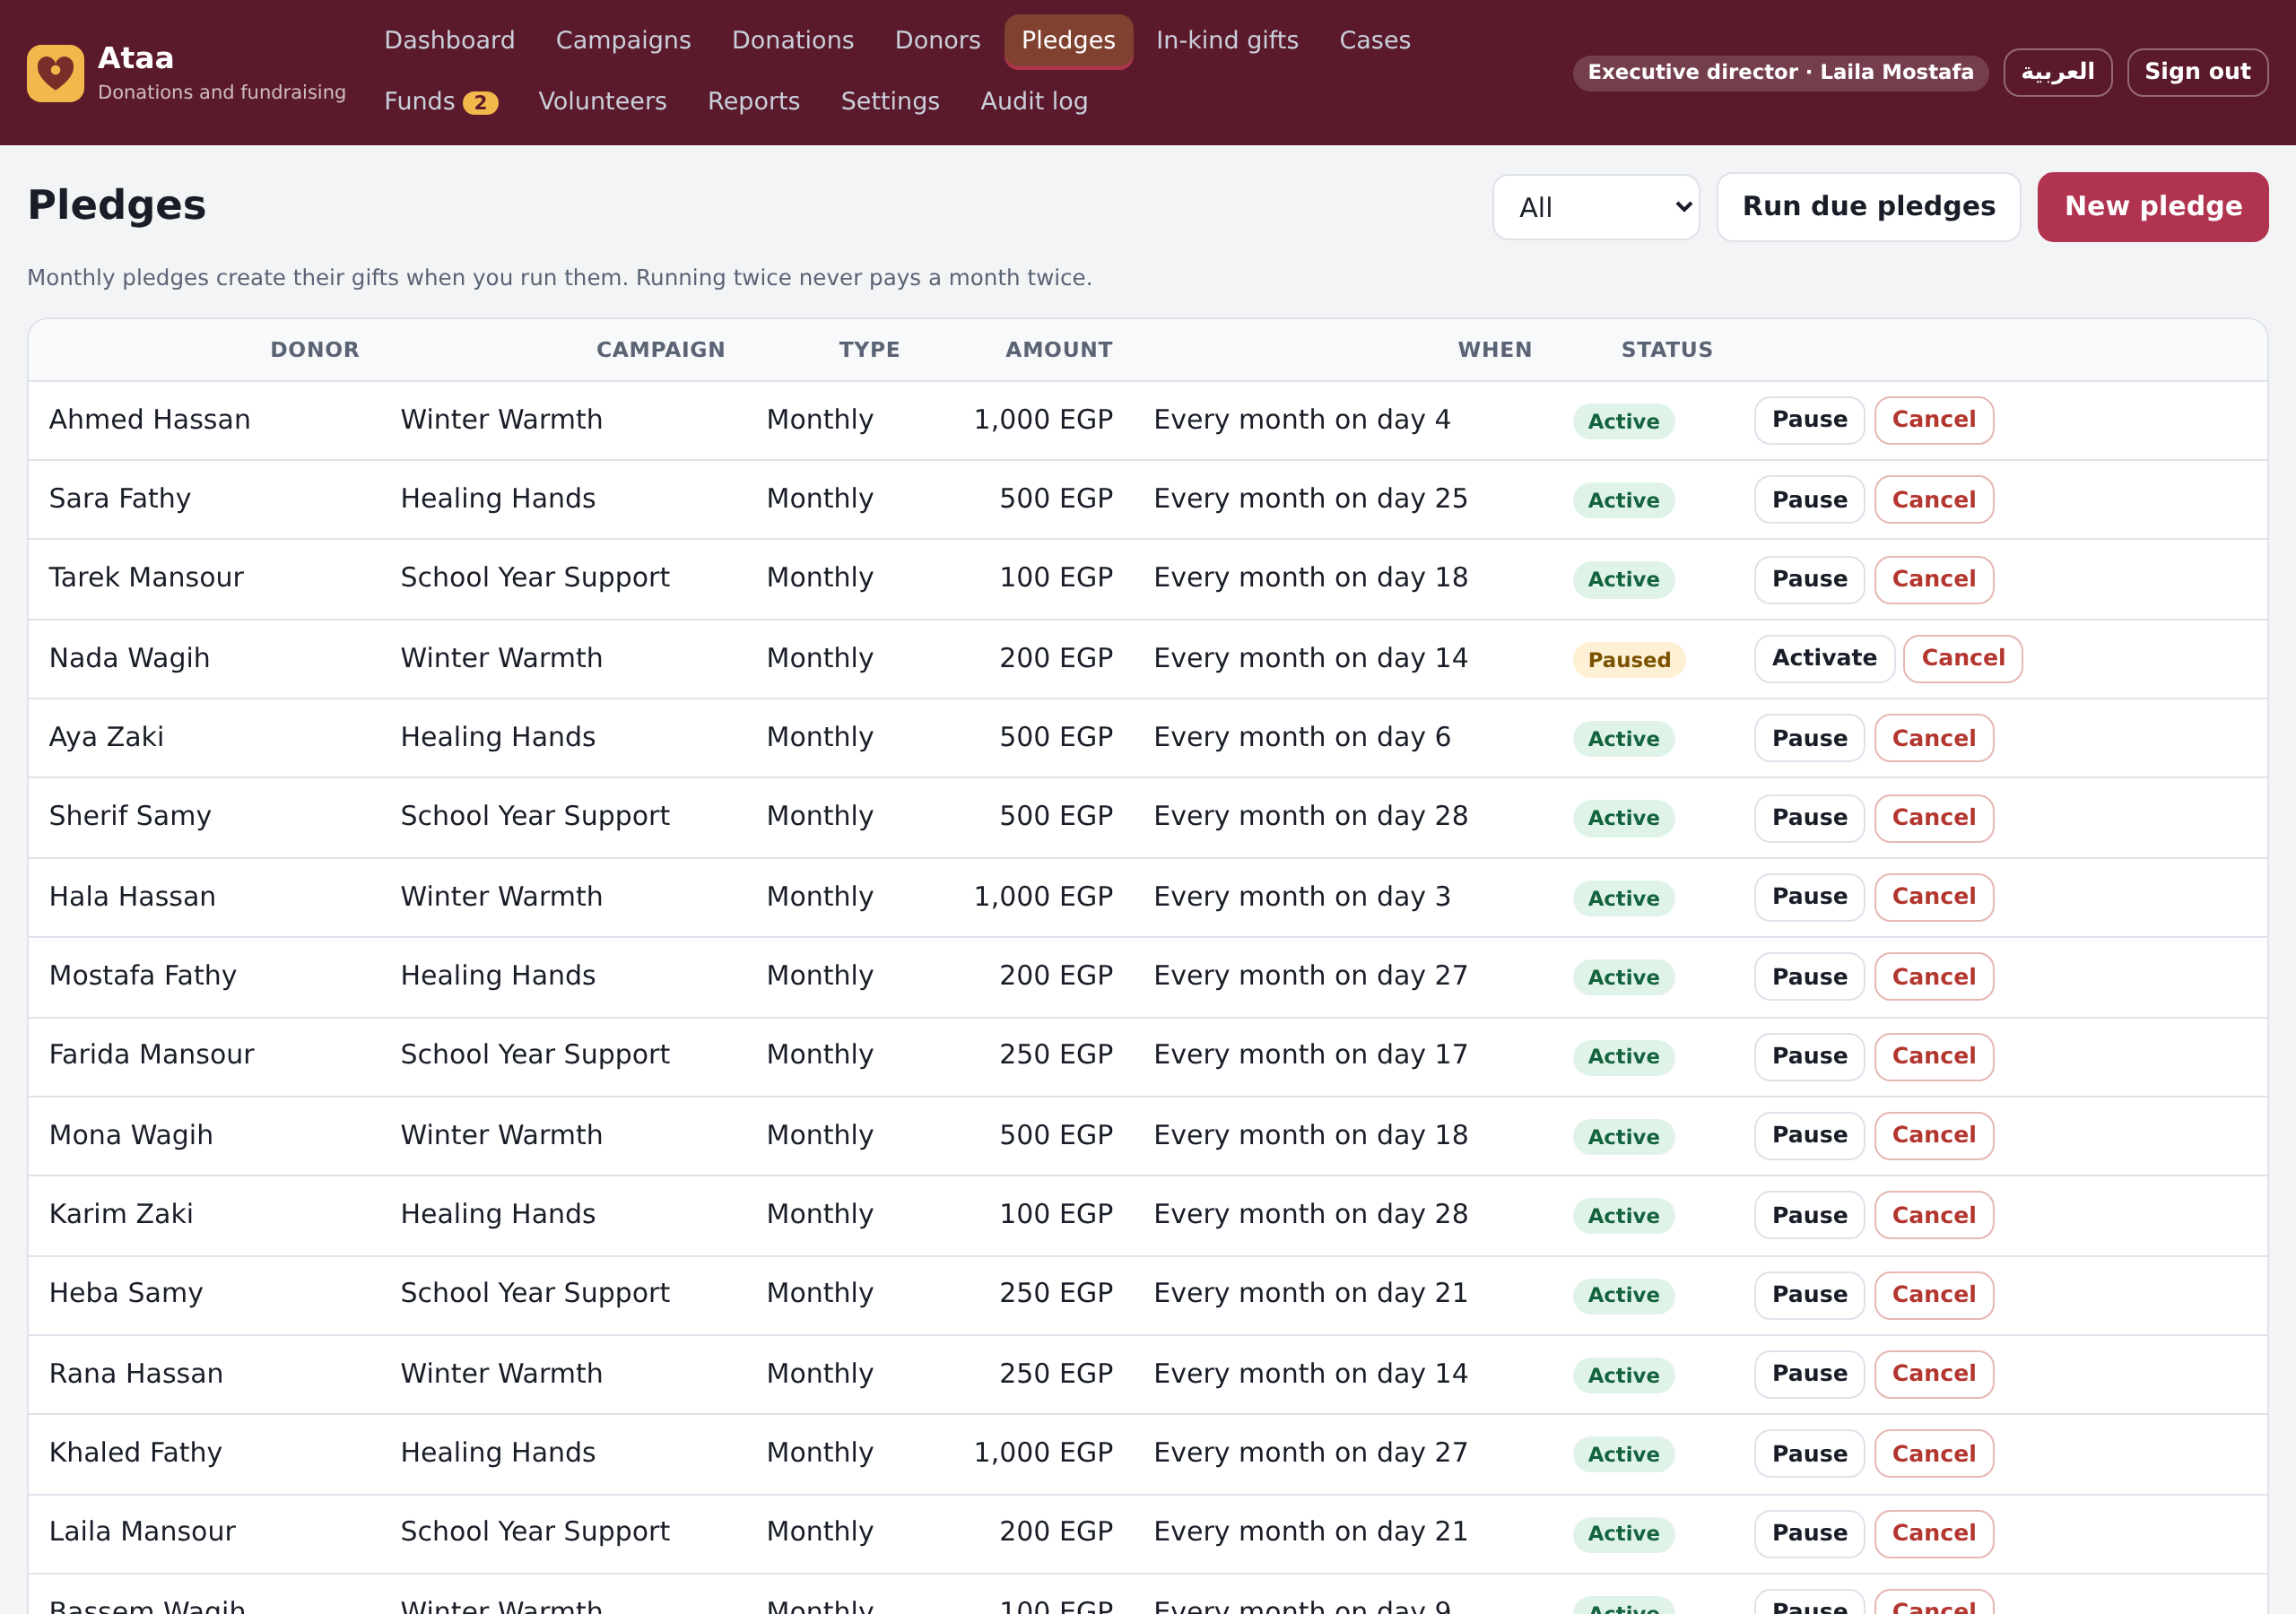 Ataa
Donations and fundraising
Dashboard Campaigns Donations Donors Pledges In-kind gifts Cases
Funds 2 Volunteers Reports Settings Audit log
Executive director · Laila Mostafa العربية Sign out
Pledges All Run due pledges New pledge
Monthly pledges create their gifts when you run them. Running twice never pays a month twice.
DONOR CAMPAIGN TYPE AMOUNT WHEN STATUS
Ahmed Hassan Winter Warmth Monthly 1,000 EGP Every month on day 4 Active Pause Cancel
Sara Fathy Healing Hands Monthly 500 EGP Every month on day 25 Active Pause Cancel
Tarek Mansour School Year Support Monthly 100 EGP Every month on day 18 Active Pause Cancel
Nada Wagih Winter Warmth Monthly 200 EGP Every month on day 14 Paused Activate Cancel
Aya Zaki Healing Hands Monthly 500 EGP Every month on day 6 Active Pause Cancel
Sherif Samy School Year Support Monthly 500 EGP Every month on day 28 Active Pause Cancel
Hala Hassan Winter Warmth Monthly 1,000 EGP Every month on day 3 Active Pause Cancel
Mostafa Fathy Healing Hands Monthly 200 EGP Every month on day 27 Active Pause Cancel
Farida Mansour School Year Support Monthly 250 EGP Every month on day 17 Active Pause Cancel
Mona Wagih Winter Warmth Monthly 500 EGP Every month on day 18 Active Pause Cancel
Karim Zaki Healing Hands Monthly 100 EGP Every month on day 28 Active Pause Cancel
Heba Samy School Year Support Monthly 250 EGP Every month on day 21 Active Pause Cancel
Rana Hassan Winter Warmth Monthly 250 EGP Every month on day 14 Active Pause Cancel
Khaled Fathy Healing Hands Monthly 1,000 EGP Every month on day 27 Active Pause Cancel
Laila Mansour School Year Support Monthly 200 EGP Every month on day 21 Active Pause Cancel
Bassem Wagih Winter Warmth Monthly 100 EGP Every month on day 9 Active Pause Cancel